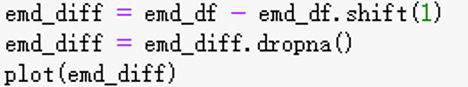 emd_diff = emd_df - emd_df.shift(1)
emd_diff = emd_diff.dropna()
plot(emd_diff)